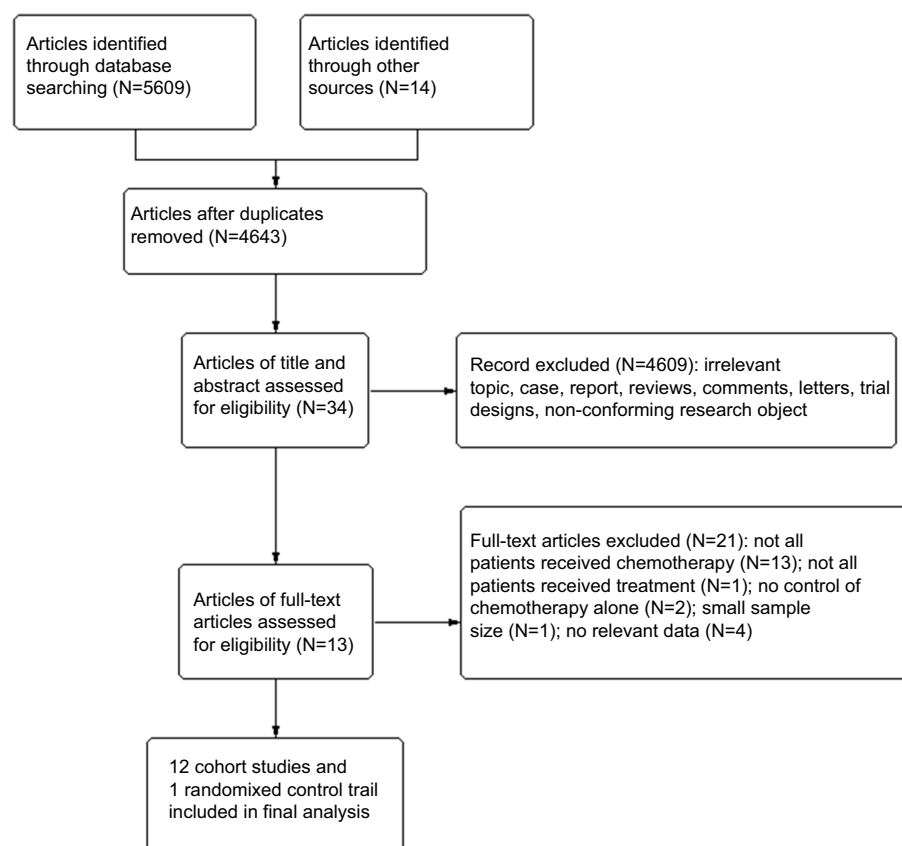 Articles identified
through database
searching (N=5609)
Articles identified
through other
sources (N=14)
Articles after duplicates
removed (N=4643)
Articles of title and
abstract assessed
for eligibility (N=34)
Record excluded (N=4609): irrelevant
topic, case, report, reviews, comments, letters, trial
designs, non-conforming research object
Articles of full-text
articles assessed
for eligibility (N=13)
Full-text articles excluded (N=21): not all
patients received chemotherapy (N=13); not all
patients received treatment (N=1); no control of
chemotherapy alone (N=2); small sample
size (N=1); no relevant data (N=4)
12 cohort studies and
1 randomixed control trail
included in final analysis